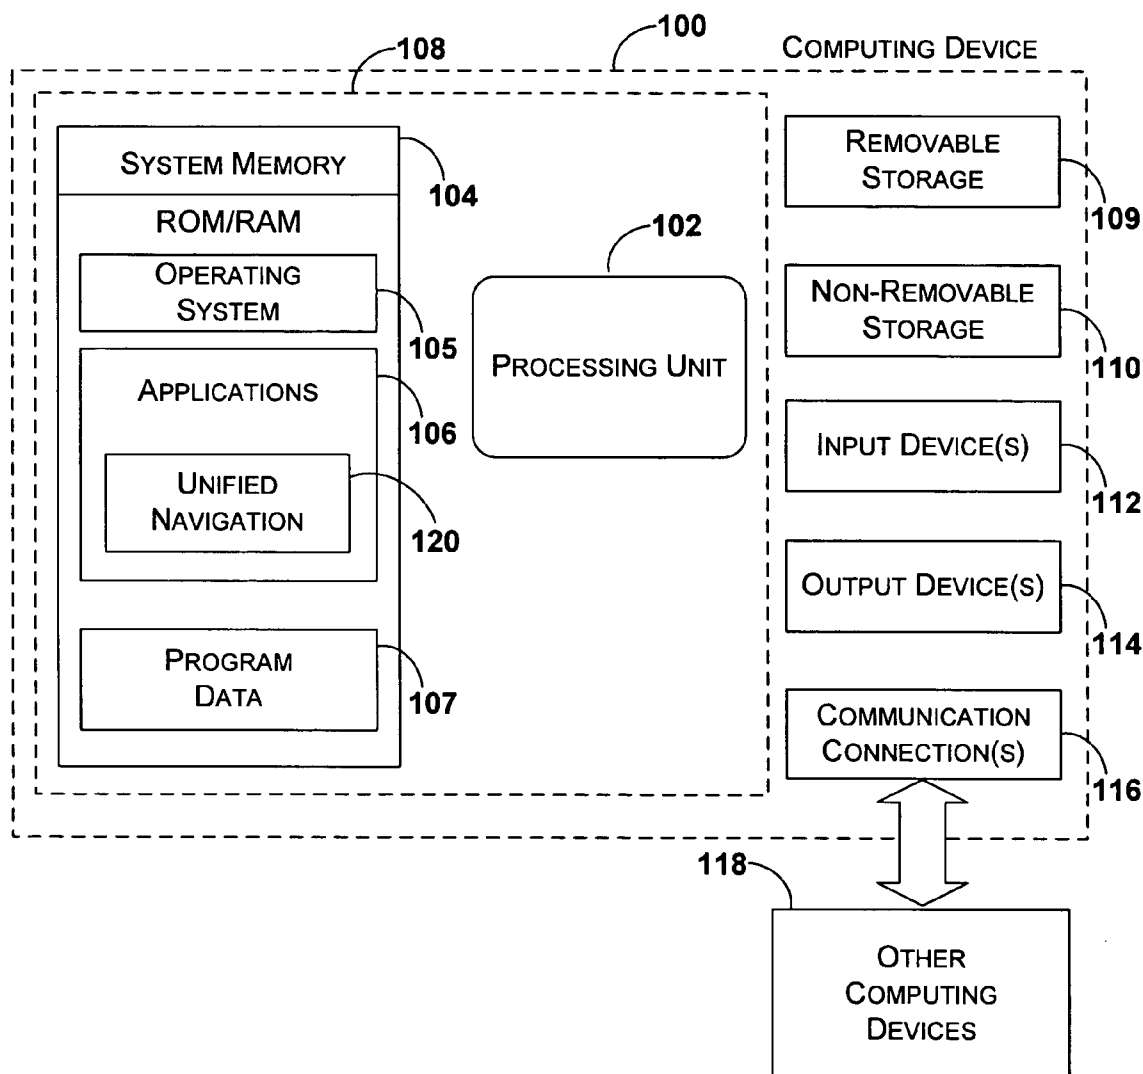 100
COMPUTING DEVICE
108
SYSTEM MEMORY
104
ROM/RAM
OPERATING
SYSTEM
105
APPLICATIONS
106
UNIFIED
NAVIGATION
120
PROGRAM
DATA
107
102
PROCESSING UNIT
REMOVABLE
STORAGE
109
NON-REMOVABLE
STORAGE
110
INPUT DEVICE(S)
112
OUTPUT DEVICE(S)
114
COMMUNICATION
CONNECTION(S)
116
118
OTHER
COMPUTING
DEVICES